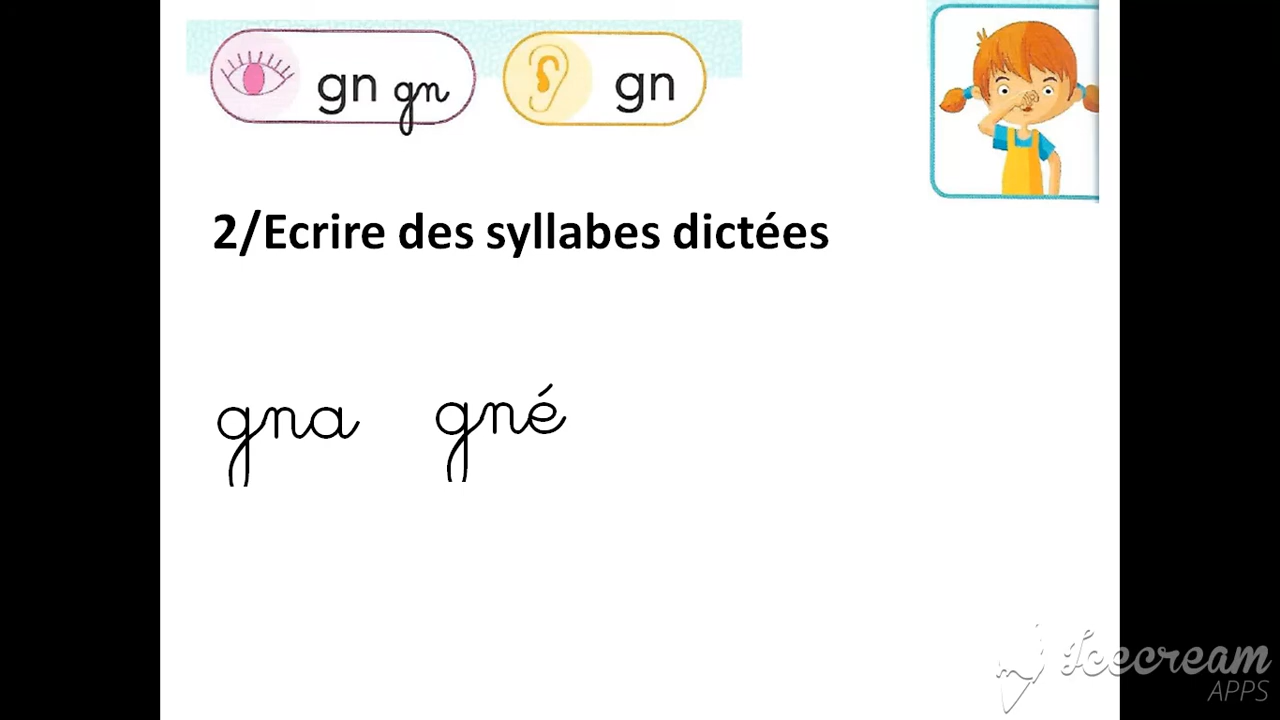 gn gn gn
2/Ecrire des syllabes dictées
gna gné
Icecream
APPS